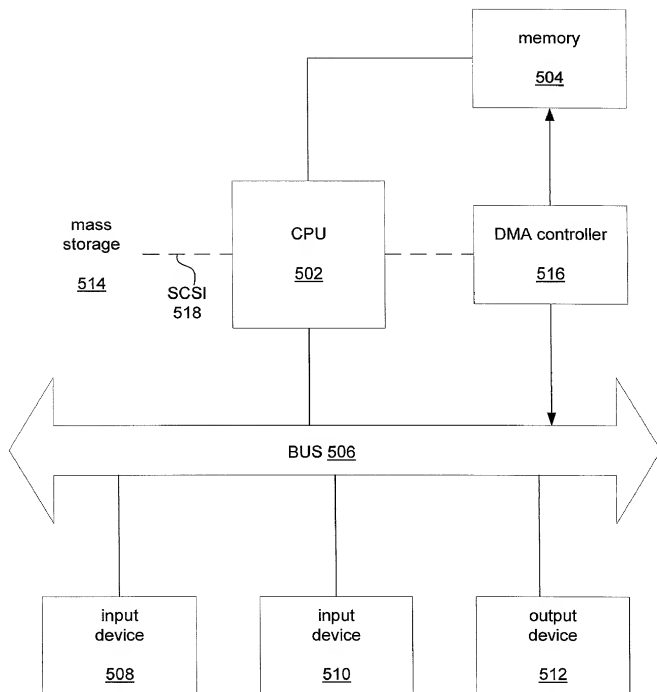 memory
504
mass
storage
514
SCSI
518
CPU
502
DMA controller
516
BUS 506
input
device
508
input
device
510
output
device
512